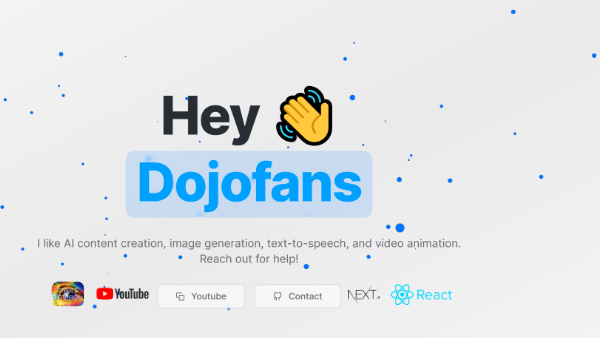 Hey
Dojofans
I like AI content creation, image generation, text-to-speech, and video animation.
Reach out for help!
YouTube
Youtube
Contact
NEXT
React